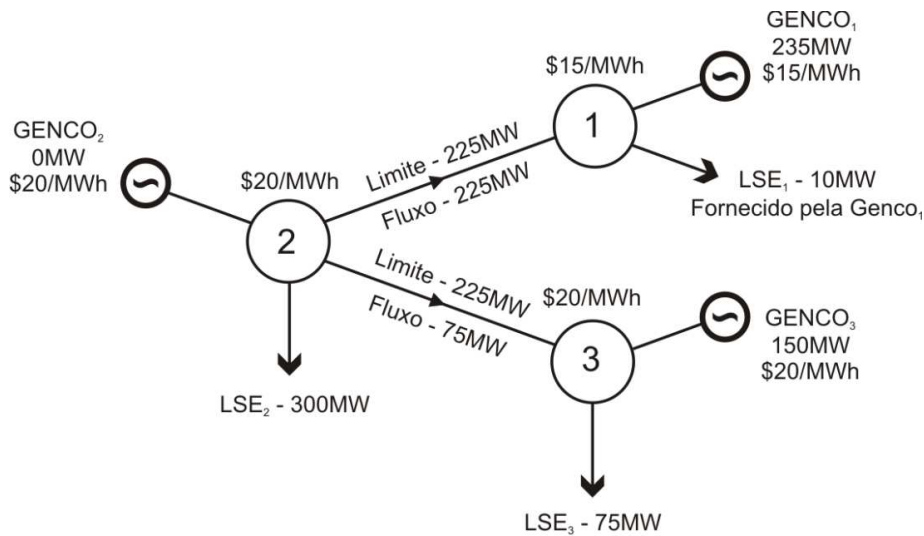 GENCO₁
235MW
$15/MWh
$15/MWh
1
GENCO₂
0MW
$20/MWh
$20/MWh
2
Limite - 225MW
Fluxo - 225MW
LSE₁ - 10MW
Fornecido pela Genco₁
Limite - 225MW
Fluxo - 75MW
$20/MWh
3
GENCO₃
150MW
$20/MWh
LSE₂ - 300MW
LSE₃ - 75MW